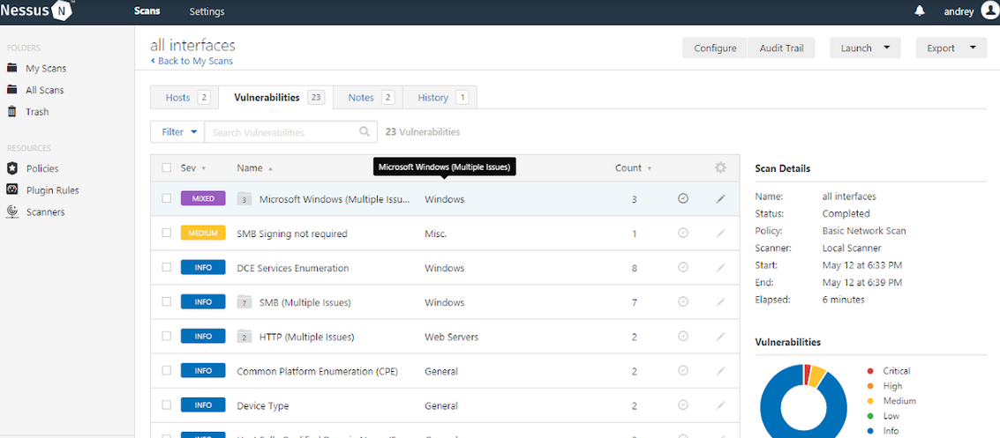 Nessus N
Scans
Settings
andrey
FOLDERS
My Scans
All Scans
Trash
RESOURCES
Policies
Plugin Rules
Scanners
all interfaces
Back to My Scans
Configure
Audit Trail
Launch
Export
Hosts 2
Vulnerabilities 23
Notes 2
History 1
Filter
Search Vulnerabilities
23 Vulnerabilities
Microsoft Windows (Multiple Issues)
Sev Name Count
MIXED 3 Microsoft Windows (Multiple Issu... Windows 3
MEDIUM SMB Signing not required Misc. 1
INFO DCE Services Enumeration Windows 8
INFO 7 SMB (Multiple Issues) Windows 7
INFO 2 HTTP (Multiple Issues) Web Servers 2
INFO Common Platform Enumeration (CPE) General 2
INFO Device Type General 2
INFO
Scan Details
Name: all interfaces
Status: Completed
Policy: Basic Network Scan
Scanner: Local Scanner
Start: May 12 at 6:33 PM
End: May 12 at 6:39 PM
Elapsed: 6 minutes
Vulnerabilities
Critical
High
Medium
Low
Info